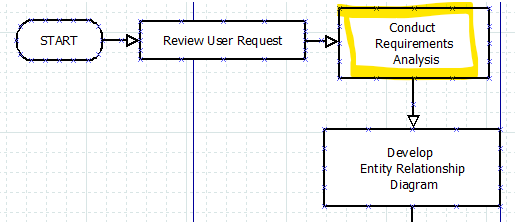 START
Review User Request
Conduct
Requirements
Analysis
Develop
Entity Relationship
Diagram